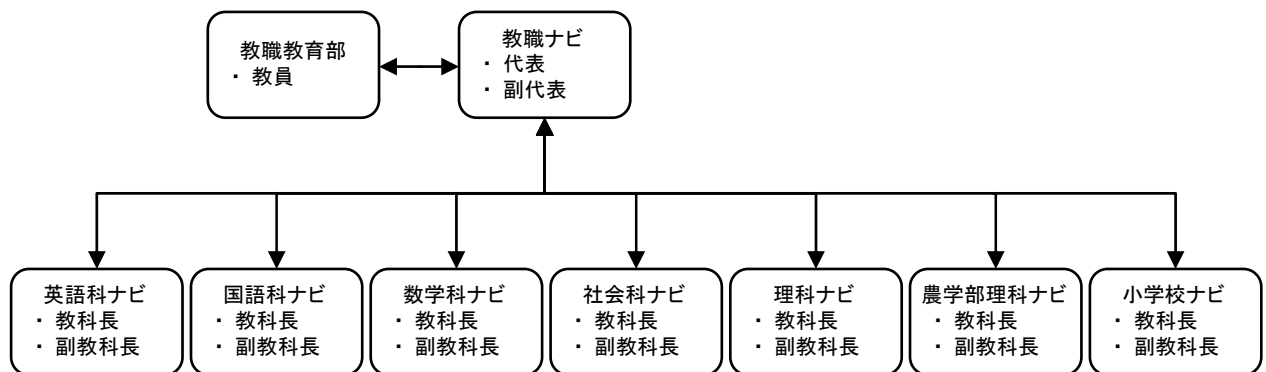 教職教育部
・ 教員
教職ナビ
・ 代表
・ 副代表
英語科ナビ
・ 教科長
・ 副教科長
国語科ナビ
・ 教科長
・ 副教科長
数学科ナビ
・ 教科長
・ 副教科長
社会科ナビ
・ 教科長
・ 副教科長
理科ナビ
・ 教科長
・ 副教科長
農学部理科ナビ
・ 教科長
・ 副教科長
小学校ナビ
・ 教科長
・ 副教科長